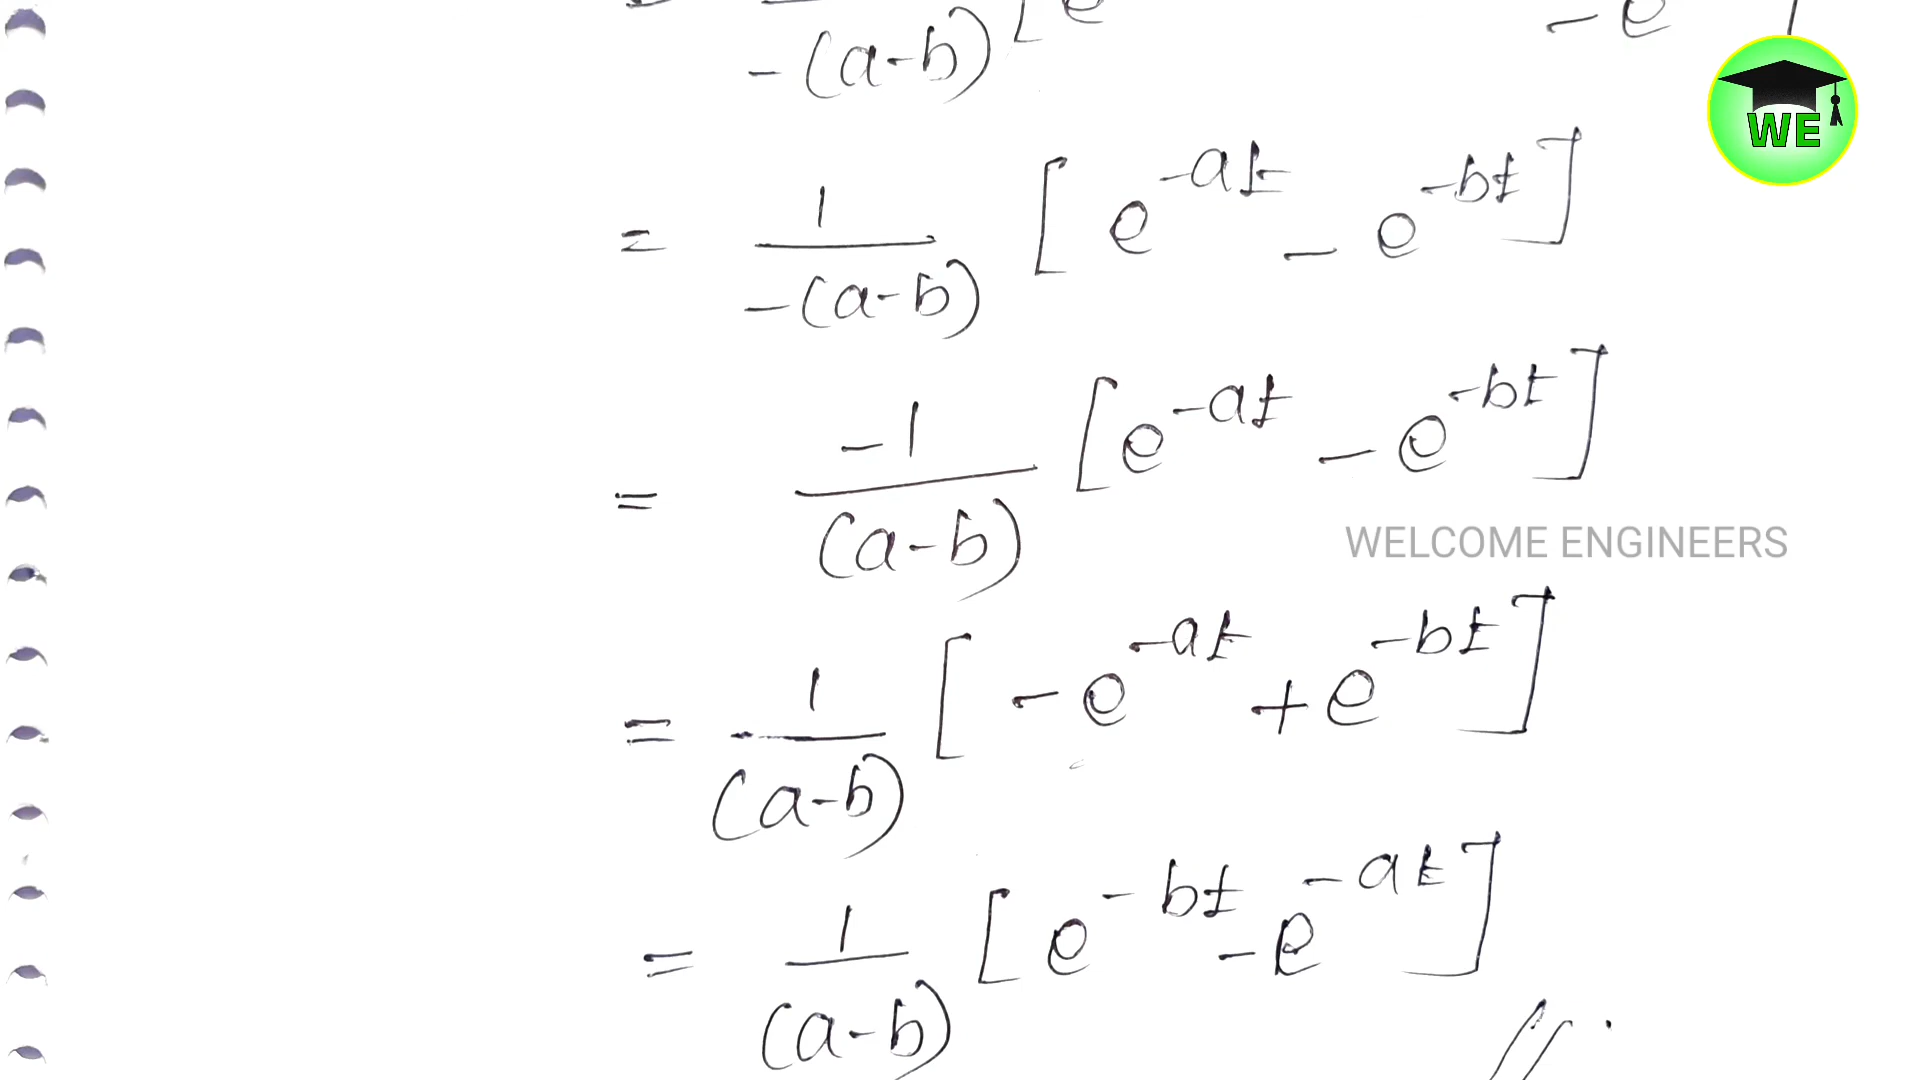 = -(a-b) [e - e
WE
= 1/-(a-b) [e^-at - e^-bt]
= -1/(a-b) [e^-at - e^-bt]
WELCOME ENGINEERS
= 1/(a-b) [-e^-at + e^-bt]
= 1/(a-b) [e^-bt - e^-at]